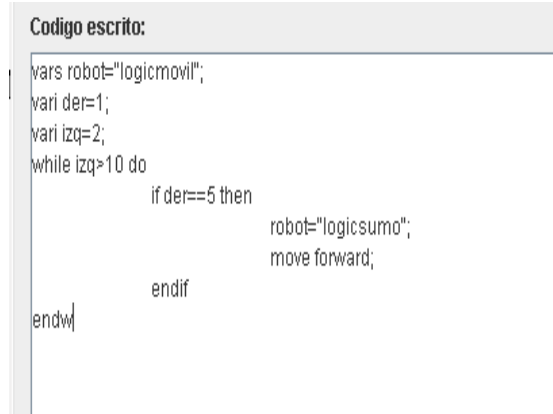 Codigo escrito:
vars robot="logicmovil";
vari der=1;
vari izq=2;
while izq>10 do
if der==5 then
robot="logicsumo";
move forward;
endif
endw